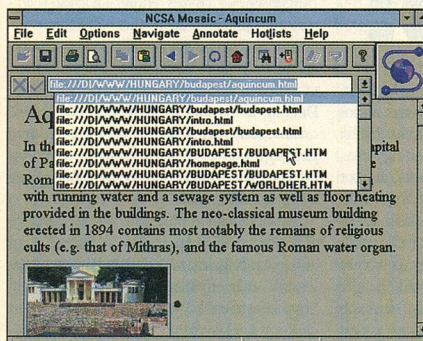 NCSA Mosaic - Aquincum
File Edit Options Navigate Annotate Hotlists Help
file:///D|/WWW/HUNGARY/budapest/aquincum.html
file:///D|/WWW/HUNGARY/budapest/aquincum.html
file:///D|/WWW/HUNGARY/budapest/budapest.html
file:///D|/WWW/HUNGARY/intro.html
file:///D|/WWW/HUNGARY/budapest/budapest.html
file:///D|/WWW/HUNGARY/intro.html
file:///D|/WWW/HUNGARY/BUDAPEST/BUDAPEST.HTM
file:///D|/WWW/HUNGARY/homepage.html
file:///D|/WWW/HUNGARY/BUDAPEST/BUDAPEST.HTM
file:///D|/WWW/HUNGARY/BUDAPEST/WORLDHER.HTM
Aq
In the
apital
of Pa
e
Rom
with running water and a sewage system as well as floor heating
provided in the buildings. The neo-classical museum building
erected in 1894 contains most notably the remains of religious
cults (e.g. that of Mithras), and the famous Roman water organ.